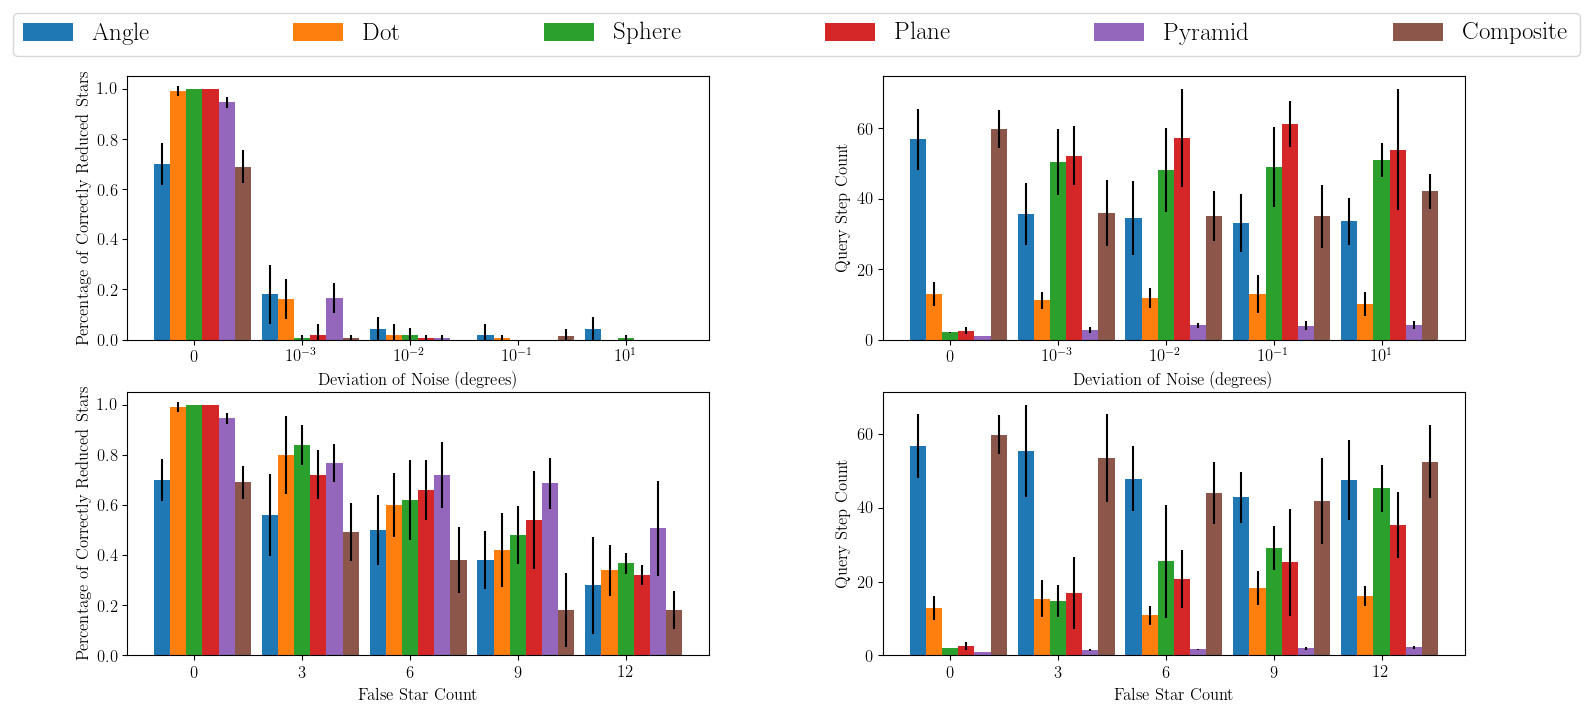 Angle Dot Sphere Plane Pyramid Composite
Percentage of Correctly Reduced Stars
1.0
0.8
0.6
0.4
0.2
0.0
0 10⁻³ 10⁻² 10⁻¹ 10¹
Deviation of Noise (degrees)
Query Step Count
60
40
20
0
0 10⁻³ 10⁻² 10⁻¹ 10¹
Deviation of Noise (degrees)
Percentage of Correctly Reduced Stars
1.0
0.8
0.6
0.4
0.2
0.0
0 3 6 9 12
False Star Count
Query Step Count
60
40
20
0
0 3 6 9 12
False Star Count